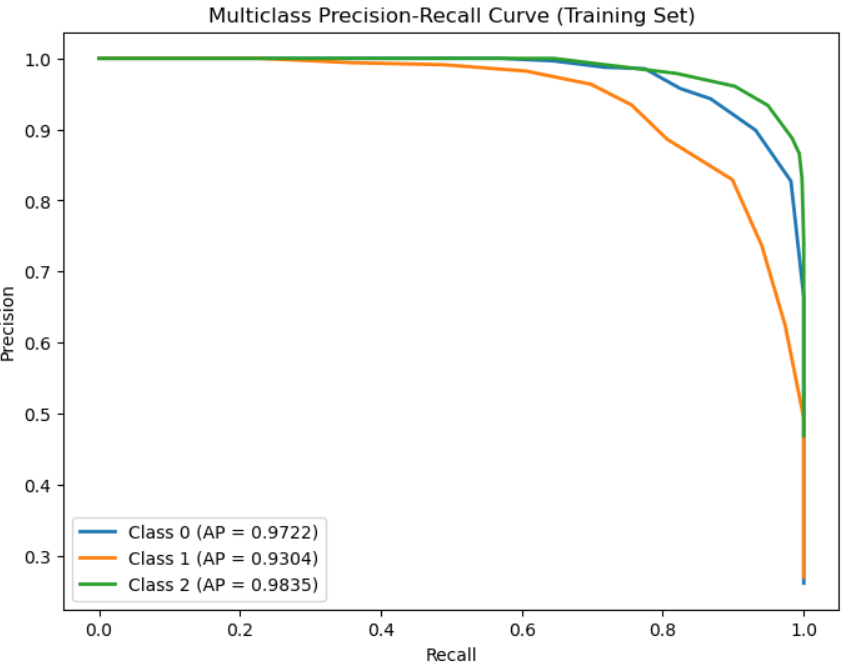 Multiclass Precision-Recall Curve (Training Set)
Precision
1.0
0.9
0.8
0.7
0.6
0.5
0.4
0.3
Class 0 (AP = 0.9722)
Class 1 (AP = 0.9304)
Class 2 (AP = 0.9835)
0.0 0.2 0.4 0.6 0.8 1.0
Recall